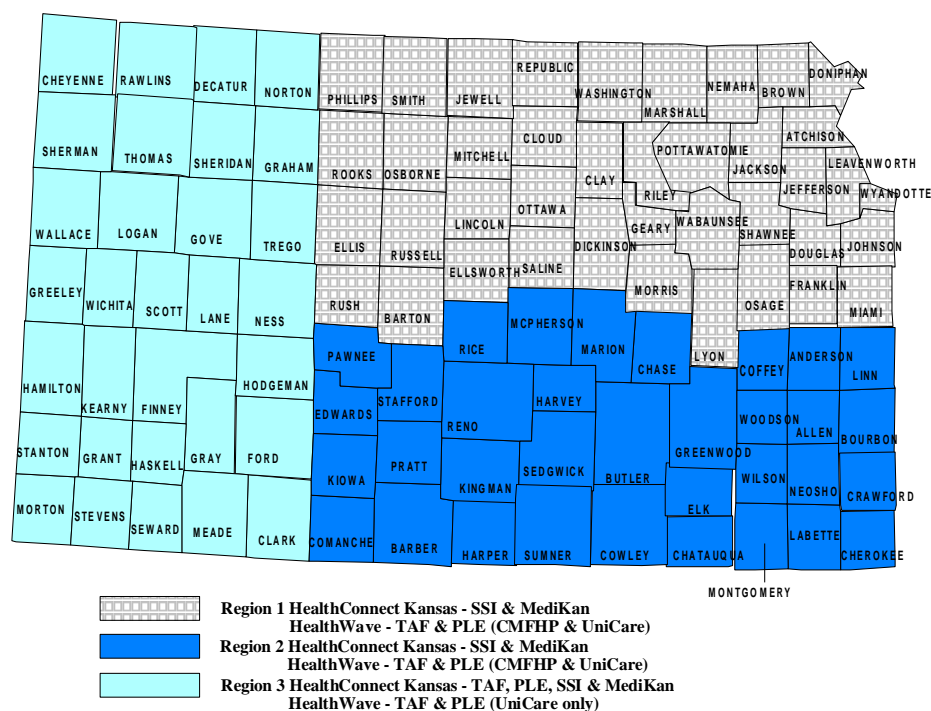 CHEYENNE RAWLINS DECATUR NORTON PHILLIPS SMITH JEWELL REPUBLIC WASHINGTON MARSHALL NEMAHA BROWN DONIPHAN
SHERMAN THOMAS SHERIDAN GRAHAM ROOKS OSBORNE MITCHELL CLOUD CLAY RILEY POTTAWATOMIE JACKSON ATCHISON JEFFERSON LEAVENWORTH WYANDOTTE
WALLACE LOGAN GOVE TREGO ELLIS RUSSELL LINCOLN OTTAWA DICKINSON GEARY WABAUNSEE SHAWNEE DOUGLAS JOHNSON
GREELEY WICHITA SCOTT LANE NESS RUSH BARTON ELLSWORTH SALINE MORRIS OSAGE FRANKLIN MIAMI
PAWNEE RICE MCPHERSON MARION CHASE LYON COFFEY ANDERSON LINN
HAMILTON KEARNY FINNEY HODGEMAN EDWARDS STAFFORD RENO HARVEY WOODSON ALLEN BOURBON
STANTON GRANT HASKELL GRAY FORD KIOWA PRATT KINGMAN SEDGWICK BUTLER GREENWOOD WILSON NEOSHO CRAWFORD
MORTON STEVENS SEWARD MEADE CLARK COMANCHE BARBER HARPER SUMNER COWLEY ELK CHATAUQUA LABETTE CHEROKEE
MONTGOMERY
Region 1 HealthConnect Kansas - SSI & MediKan
HealthWave - TAF & PLE (CMFHP & UniCare)
Region 2 HealthConnect Kansas - SSI & MediKan
HealthWave - TAF & PLE (CMFHP & UniCare)
Region 3 HealthConnect Kansas - TAF, PLE, SSI & MediKan
HealthWave - TAF & PLE (UniCare only)